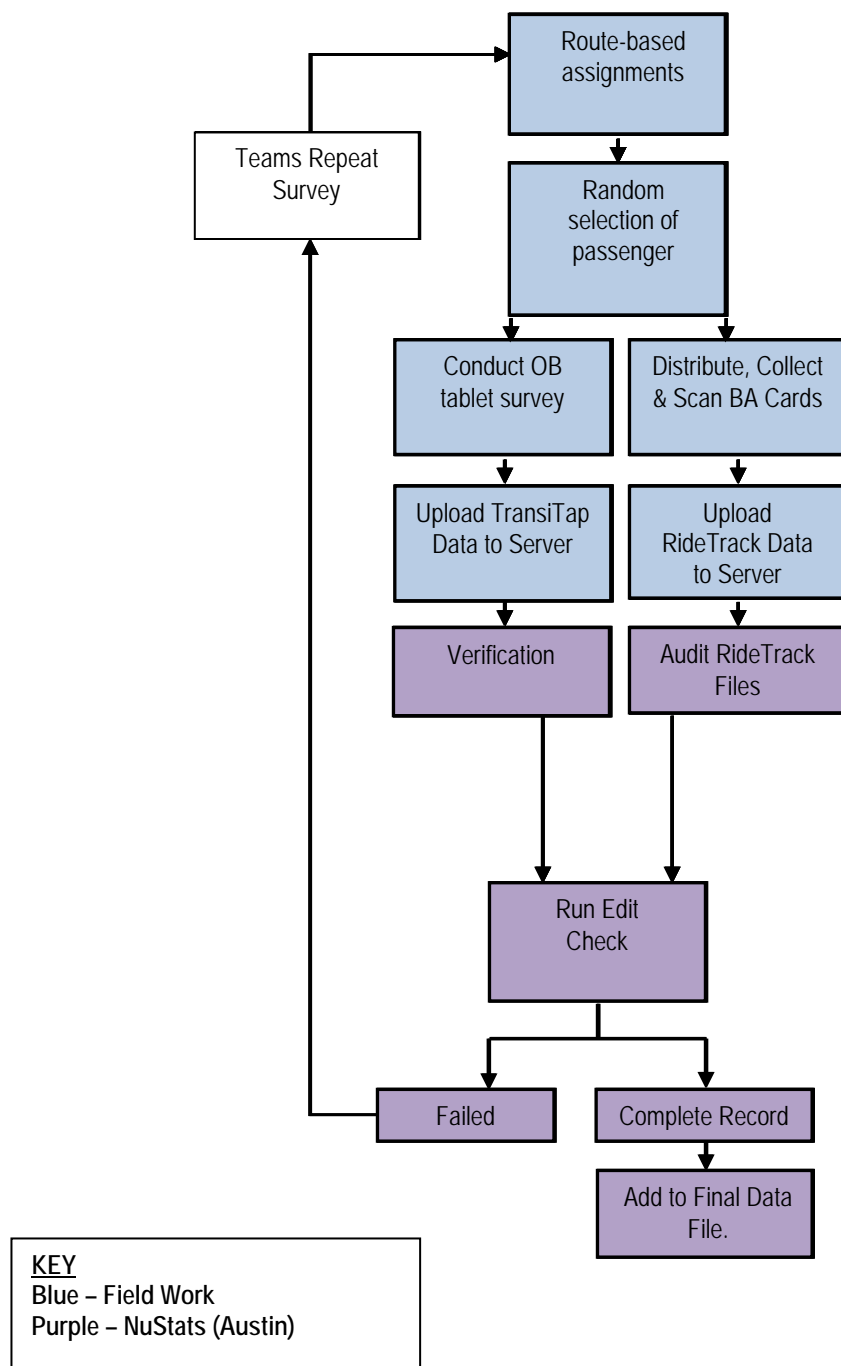 Route-based
assignments
Teams Repeat
Survey
Random
selection of
passenger
Conduct OB
tablet survey
Distribute, Collect
& Scan BA Cards
Upload TransiTap
Data to Server
Upload
RideTrack Data
to Server
Verification
Audit RideTrack
Files
Run Edit
Check
Failed
Complete Record
Add to Final Data
File.
KEY
Blue – Field Work
Purple – NuStats (Austin)